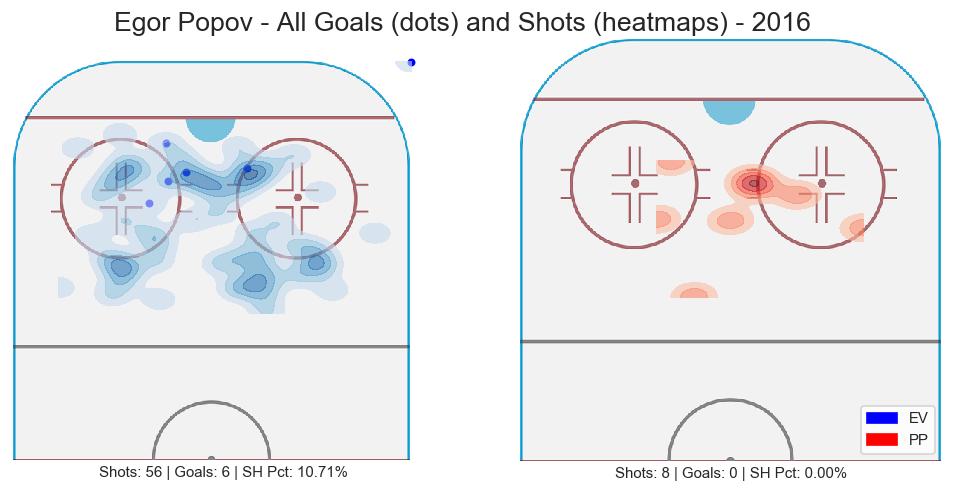 Egor Popov - All Goals (dots) and Shots (heatmaps) - 2016
EV
PP
Shots: 56 | Goals: 6 | SH Pct: 10.71%
Shots: 8 | Goals: 0 | SH Pct: 0.00%